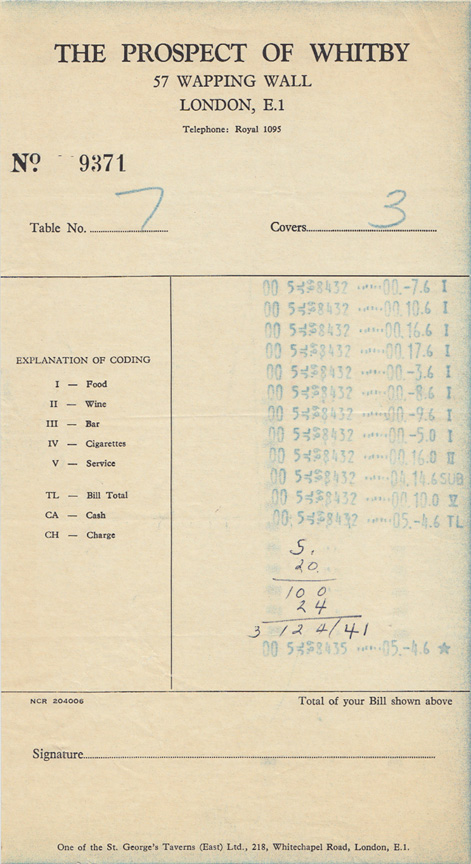 THE PROSPECT OF WHITBY
57 WAPPING WALL
LONDON, E.1
Telephone: Royal 1095
No. 9371
Table No. 7 Covers 3
00.-7.6 I
00.10.6 I
00.16.6 I
00.17.6 I
EXPLANATION OF CODING
00.-3.6 I
I — Food
00.-8.6 I
II — Wine
00.-9.6 I
III — Bar
00.-5.0 I
IV — Cigarettes
00.16.0 II
V — Service
04.14.6 SUB
TL — Bill Total
00.10.0 V
CA — Cash
05.-4.6 TL
CH — Charge
5.
20.
100
24
3 124/41
05.-4.6 ★
NCR 204006 Total of your Bill shown above
Signature
One of the St. George's Taverns (East) Ltd., 218, Whitechapel Road, London, E.1.